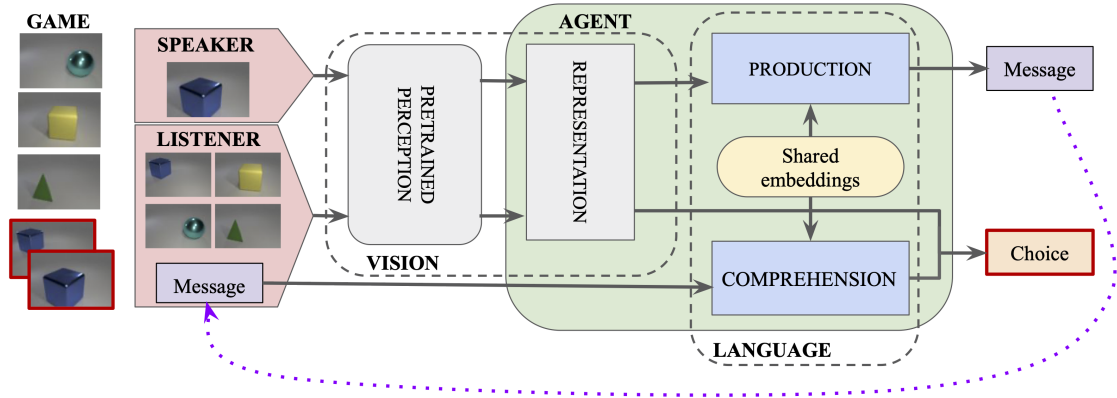 GAME
SPEAKER
LISTENER
Message
PRETRAINED
PERCEPTION
VISION
AGENT
REPRESENTATION
PRODUCTION
Shared
embeddings
COMPREHENSION
LANGUAGE
Message
Choice